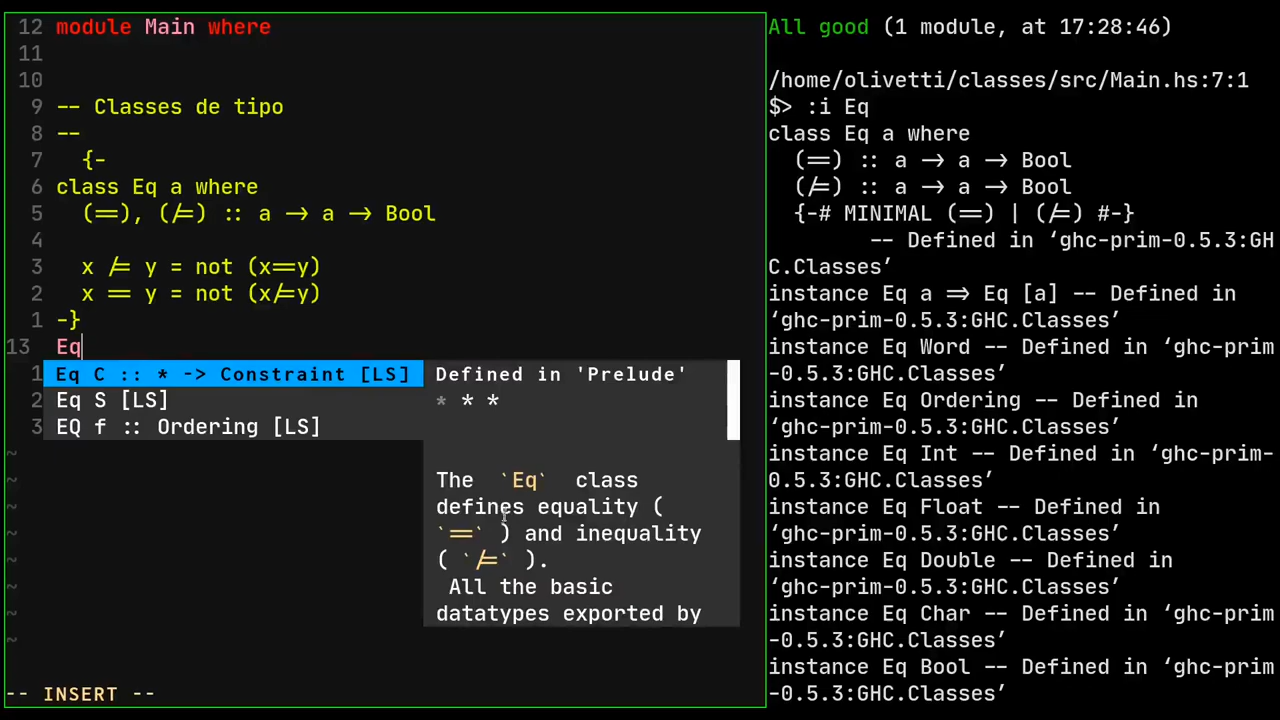 12 module Main where
11
10
9 -- Classes de tipo
8 --
7   {-
6 class Eq a where
5   (==), (/=) :: a -> a -> Bool
4
3   x /= y = not (x==y)
2   x == y = not (x/=y)
1 -}
13 Eq
1 Eq C :: * -> Constraint [LS]
2 Eq S [LS]
3 EQ f :: Ordering [LS]
~
~
~
~
~
~
~
~
Defined in 'Prelude'
* * *
The `Eq` class
defines equality (
`==` ) and inequality
( `/=` ).
All the basic
datatypes exported by
-- INSERT --
All good (1 module, at 17:28:46)
/home/olivetti/classes/src/Main.hs:7:1
$> :i Eq
class Eq a where
  (==) :: a -> a -> Bool
  (/=) :: a -> a -> Bool
  {-# MINIMAL (==) | (/=) #-}
        -- Defined in ‘ghc-prim-0.5.3:GH
C.Classes’
instance Eq a => Eq [a] -- Defined in
‘ghc-prim-0.5.3:GHC.Classes’
instance Eq Word -- Defined in ‘ghc-prim
-0.5.3:GHC.Classes’
instance Eq Ordering -- Defined in
‘ghc-prim-0.5.3:GHC.Classes’
instance Eq Int -- Defined in ‘ghc-prim-
0.5.3:GHC.Classes’
instance Eq Float -- Defined in
‘ghc-prim-0.5.3:GHC.Classes’
instance Eq Double -- Defined in
‘ghc-prim-0.5.3:GHC.Classes’
instance Eq Char -- Defined in ‘ghc-prim
-0.5.3:GHC.Classes’
instance Eq Bool -- Defined in ‘ghc-prim
-0.5.3:GHC.Classes’